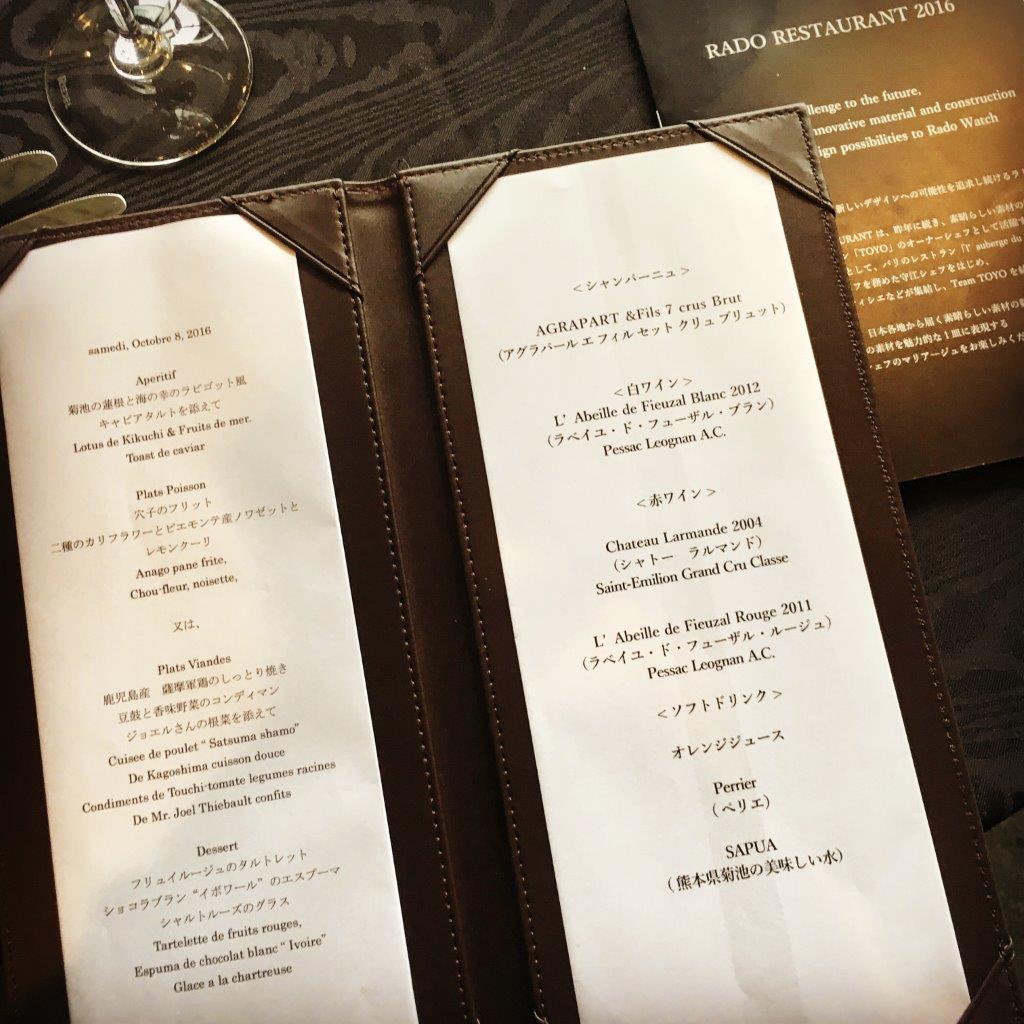 samedi, Octobre 8, 2016
Aperitif
菊池の蓮根と海の幸のラビゴット風
キャビアタルトを添えて
Lotus de Kikuchi & Fruits de mer.
Toast de caviar
Plats Poisson
穴子のフリット
二種のカリフラワーとピエモンテ産ノワゼットと
レモンクーリ
Anago pane frite,
Chou-fleur, noisette,
又は、
Plats Viandes
鹿児島産 薩摩軍鶏のしっとり焼き
豆鼓と香味野菜のコンディマン
ジョエルさんの根菜を添えて
Cuisee de poulet “ Satsuma shamo”
De Kagoshima cuisson douce
Condiments de Touchi-tomate legumes racines
De Mr. Joel Thiebault confits
Dessert
フリュイルージュのタルトレット
ショコラブラン “イボワール” のエスプーマ
シャルトルーズのグラス
Tartelette de fruits rouges,
Espuma de chocolat blanc “ Ivoire”
Glace a la chartreuse
<シャンパーニュ>
AGRAPART &Fils 7 crus Brut
(アグラパール エ フィル セット クリュ ブリュット)
<白ワイン>
L’ Abeille de Fieuzal Blanc 2012
(ラベイユ・ド・フューザル・ブラン)
Pessac Leognan A.C.
<赤ワイン>
Chateau Larmande 2004
(シャトー ラルマンド)
Saint-Emilion Grand Cru Classe
L’ Abeille de Fieuzal Rouge 2011
(ラベイユ・ド・フューザル・ルージュ)
Pessac Leognan A.C.
<ソフトドリンク>
オレンジジュース
Perrier
(ペリエ)
SAPUA
(熊本県菊池の美味しい水)
RADO RESTAURANT 2016
llenge to the future,
nnovative material and construction
ign possibilities to Rado Watch
新しいデザインへの可能性を追求し続けるラ
URANT は、昨年に続き、素晴らしい素材の
「TOYO」のオーナーシェフとして活躍
として、パリのレストラン「l’ auberge du
フを務めた守江シェフをはじめ、
ィシエなどが集結し、Team TOYO を
日本各地から届く素晴らしい素材の
の素材を魅力的な1皿に表現する
ェフのマリアージュをお楽しみくだ